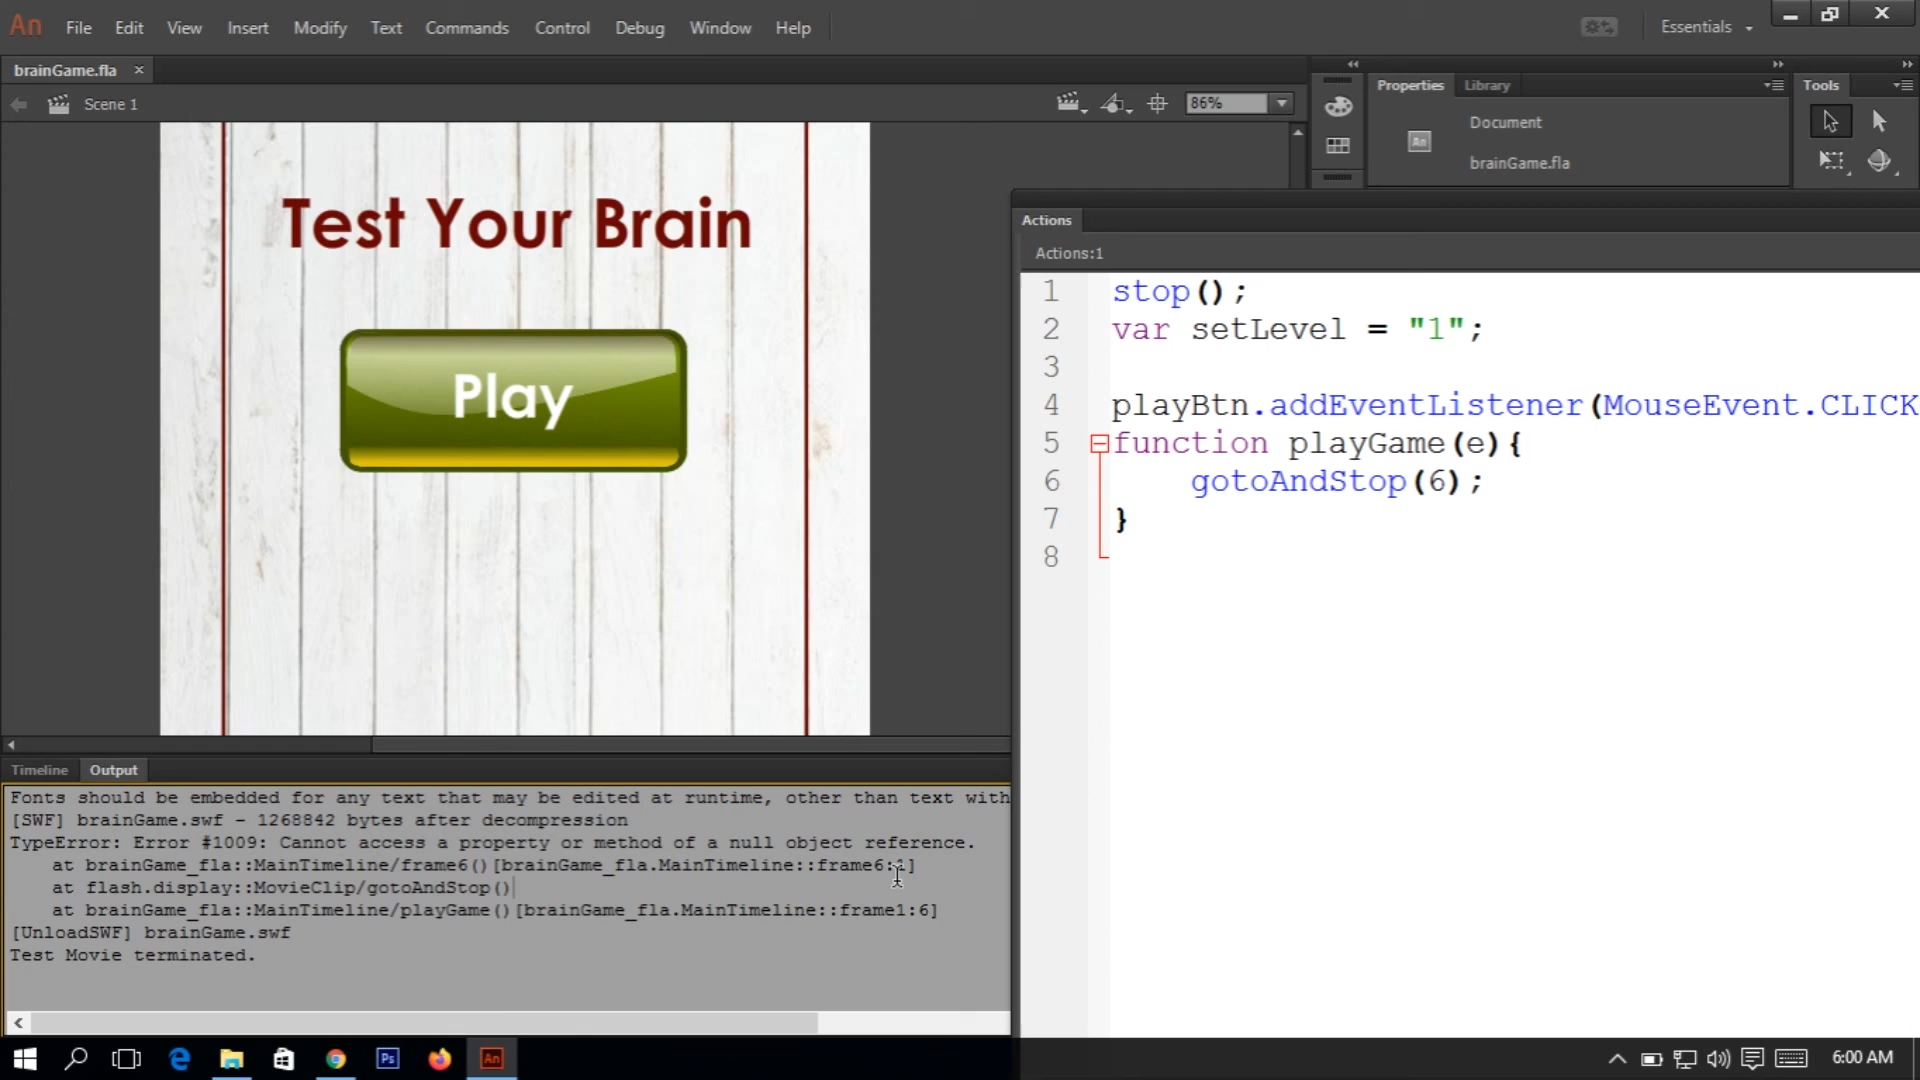 An File Edit View Insert Modify Text Commands Control Debug Window Help Essentials
brainGame.fla ×
Scene 1
86%
Properties Library
Tools
Document
An
brainGame.fla
Test Your Brain
Play
Actions
Actions:1
1 stop();
2 var setLevel = "1";
3
4 playBtn.addEventListener(MouseEvent.CLICK
5 function playGame(e){
6 gotoAndStop(6);
7 }
8
Timeline Output
Fonts should be embedded for any text that may be edited at runtime, other than text with
[SWF] brainGame.swf - 1268842 bytes after decompression
TypeError: Error #1009: Cannot access a property or method of a null object reference.
at brainGame_fla::MainTimeline/frame6()[brainGame_fla.MainTimeline::frame6:1]
at flash.display::MovieClip/gotoAndStop()
at brainGame_fla::MainTimeline/playGame()[brainGame_fla.MainTimeline::frame1:6]
[UnloadSWF] brainGame.swf
Test Movie terminated.
Ps An 6:00 AM